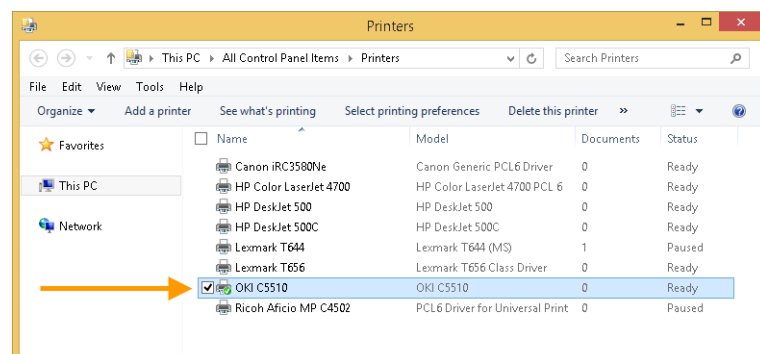 Printers
This PC All Control Panel Items Printers Search Printers
File Edit View Tools Help
Organize Add a printer See what's printing Select printing preferences Delete this printer »
Name Model Documents Status
Favorites
Canon iRC3580Ne Canon Generic PCL6 Driver 0 Ready
This PC HP Color LaserJet 4700 HP Color LaserJet 4700 PCL 6 0 Ready
HP DeskJet 500 HP DeskJet 500 0 Ready
Network HP DeskJet 500C HP DeskJet 500C 0 Ready
Lexmark T644 Lexmark T644 (MS) 1 Paused
Lexmark T656 Lexmark T656 Class Driver 0 Ready
OKI C5510 OKI C5510 0 Ready
Ricoh Aficio MP C4502 PCL6 Driver for Universal Print 0 Paused